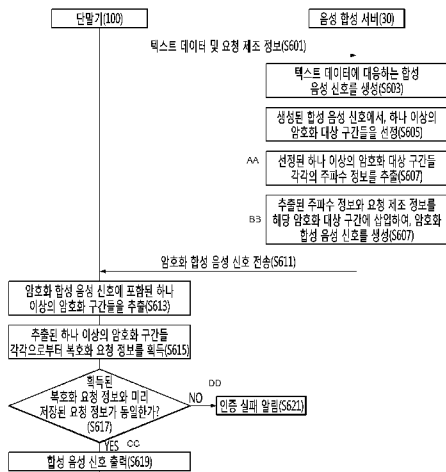 단말기(100)
음성 합성 서버(30)
텍스트 데이터 및 요청 제조 정보(S601)
텍스트 데이터에 대응하는 합성
음성 신호를 생성(S603)
생성된 합성 음성 신호에서, 하나 이상의
암호화 대상 구간들을 선정(S605)
AA
선정된 하나 이상의 암호화 대상 구간들
각각의 주파수 정보를 추출(S607)
BB
추출된 주파수 정보와 요청 제조 정보를
해당 암호화 대상 구간에 삽입하여, 암호화
합성 음성 신호를 생성(S607)
암호화 합성 음성 신호 전송(S611)
암호화 합성 음성 신호에 포함된 하나
이상의 암호화 구간들을 추출(S613)
추출된 하나 이상의 암호화 구간들
각각으로부터 복호화 요청 정보를 획득(S615)
획득된
복호화 요청 정보와 미리
저장된 요청 정보가 동일한가?
(S617)
NO
DD
인증 실패 알림(S621)
YES
CC
합성 음성 신호 출력(S619)